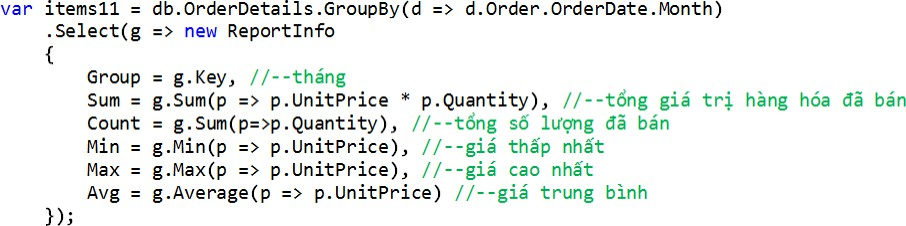 var items11 = db.OrderDetails.GroupBy(d => d.Order.OrderDate.Month)
    .Select(g => new ReportInfo
    {
        Group = g.Key, //--tháng
        Sum = g.Sum(p => p.UnitPrice * p.Quantity), //--tổng giá trị hàng hóa đã bán
        Count = g.Sum(p=>p.Quantity), //--tổng số lượng đã bán
        Min = g.Min(p => p.UnitPrice), //--giá thấp nhất
        Max = g.Max(p => p.UnitPrice), //--giá cao nhất
        Avg = g.Average(p => p.UnitPrice) //--giá trung bình
    });